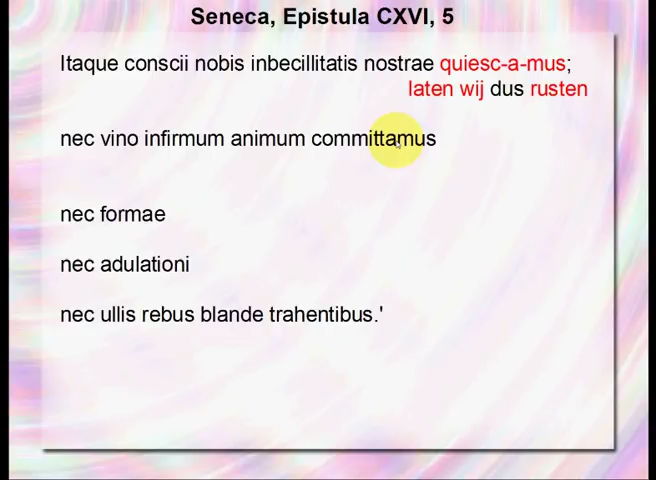 Seneca, Epistula CXVI, 5
Itaque conscii nobis inbecillitatis nostrae quiesc-a-mus;
laten wij dus rusten
nec vino infirmum animum committamus
nec formae
nec adulationi
nec ullis rebus blande trahentibus.'